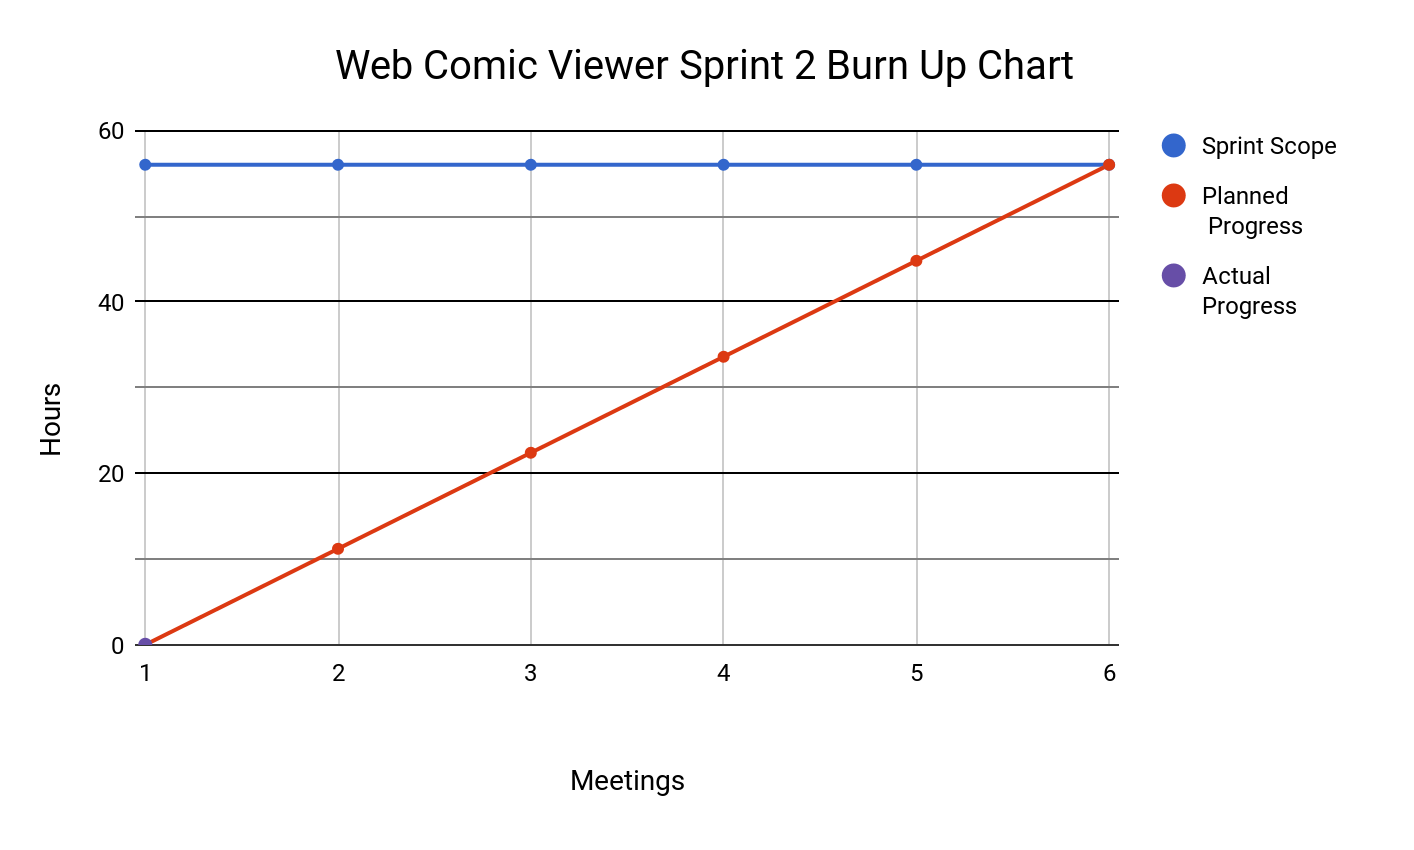 Web Comic Viewer Sprint 2 Burn Up Chart
60
40
20
0
Hours
1 2 3 4 5 6
Meetings
Sprint Scope
Planned
Progress
Actual
Progress